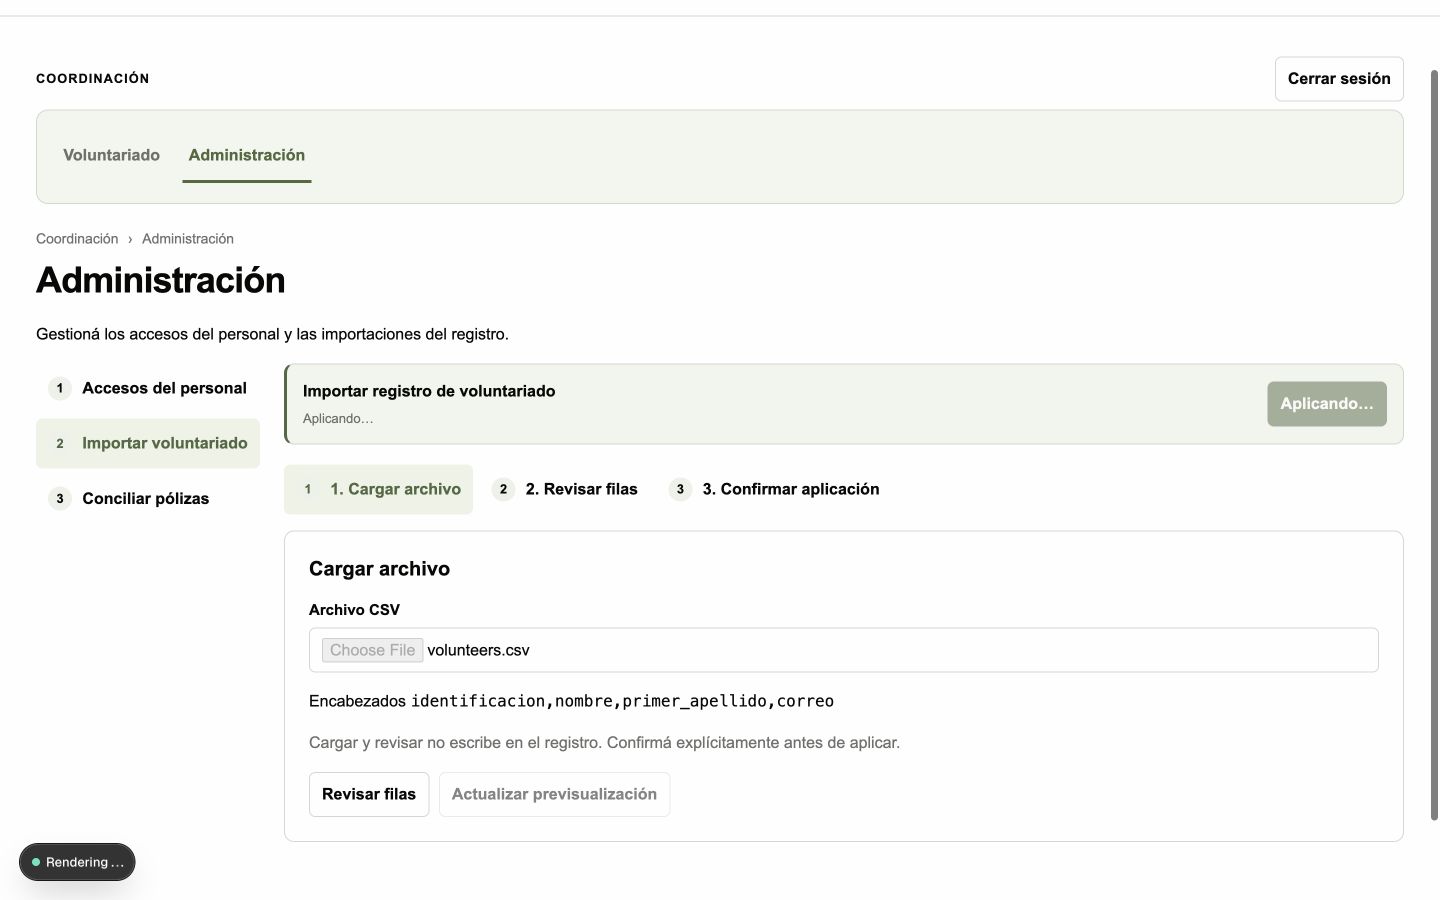 COORDINACIÓN
Cerrar sesión
Voluntariado
Administración
Coordinación › Administración
Administración
Gestioná los accesos del personal y las importaciones del registro.
1 Accesos del personal
2 Importar voluntariado
3 Conciliar pólizas
Importar registro de voluntariado
Aplicando…
Aplicando…
1 1. Cargar archivo
2 2. Revisar filas
3 3. Confirmar aplicación
Cargar archivo
Archivo CSV
Choose File volunteers.csv
Encabezados identificacion,nombre,primer_apellido,correo
Cargar y revisar no escribe en el registro. Confirmá explícitamente antes de aplicar.
Revisar filas
Actualizar previsualización
Rendering ...